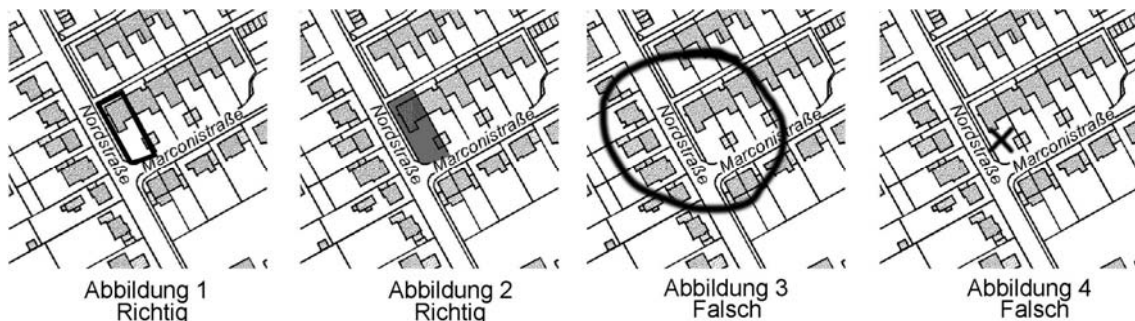 Nordstraße
Marconistraße
Nordstraße
Marconistraße
Nordstraße
Marconistraße
Nordstraße
Marconistraße
Abbildung 1
Richtig
Abbildung 2
Richtig
Abbildung 3
Falsch
Abbildung 4
Falsch